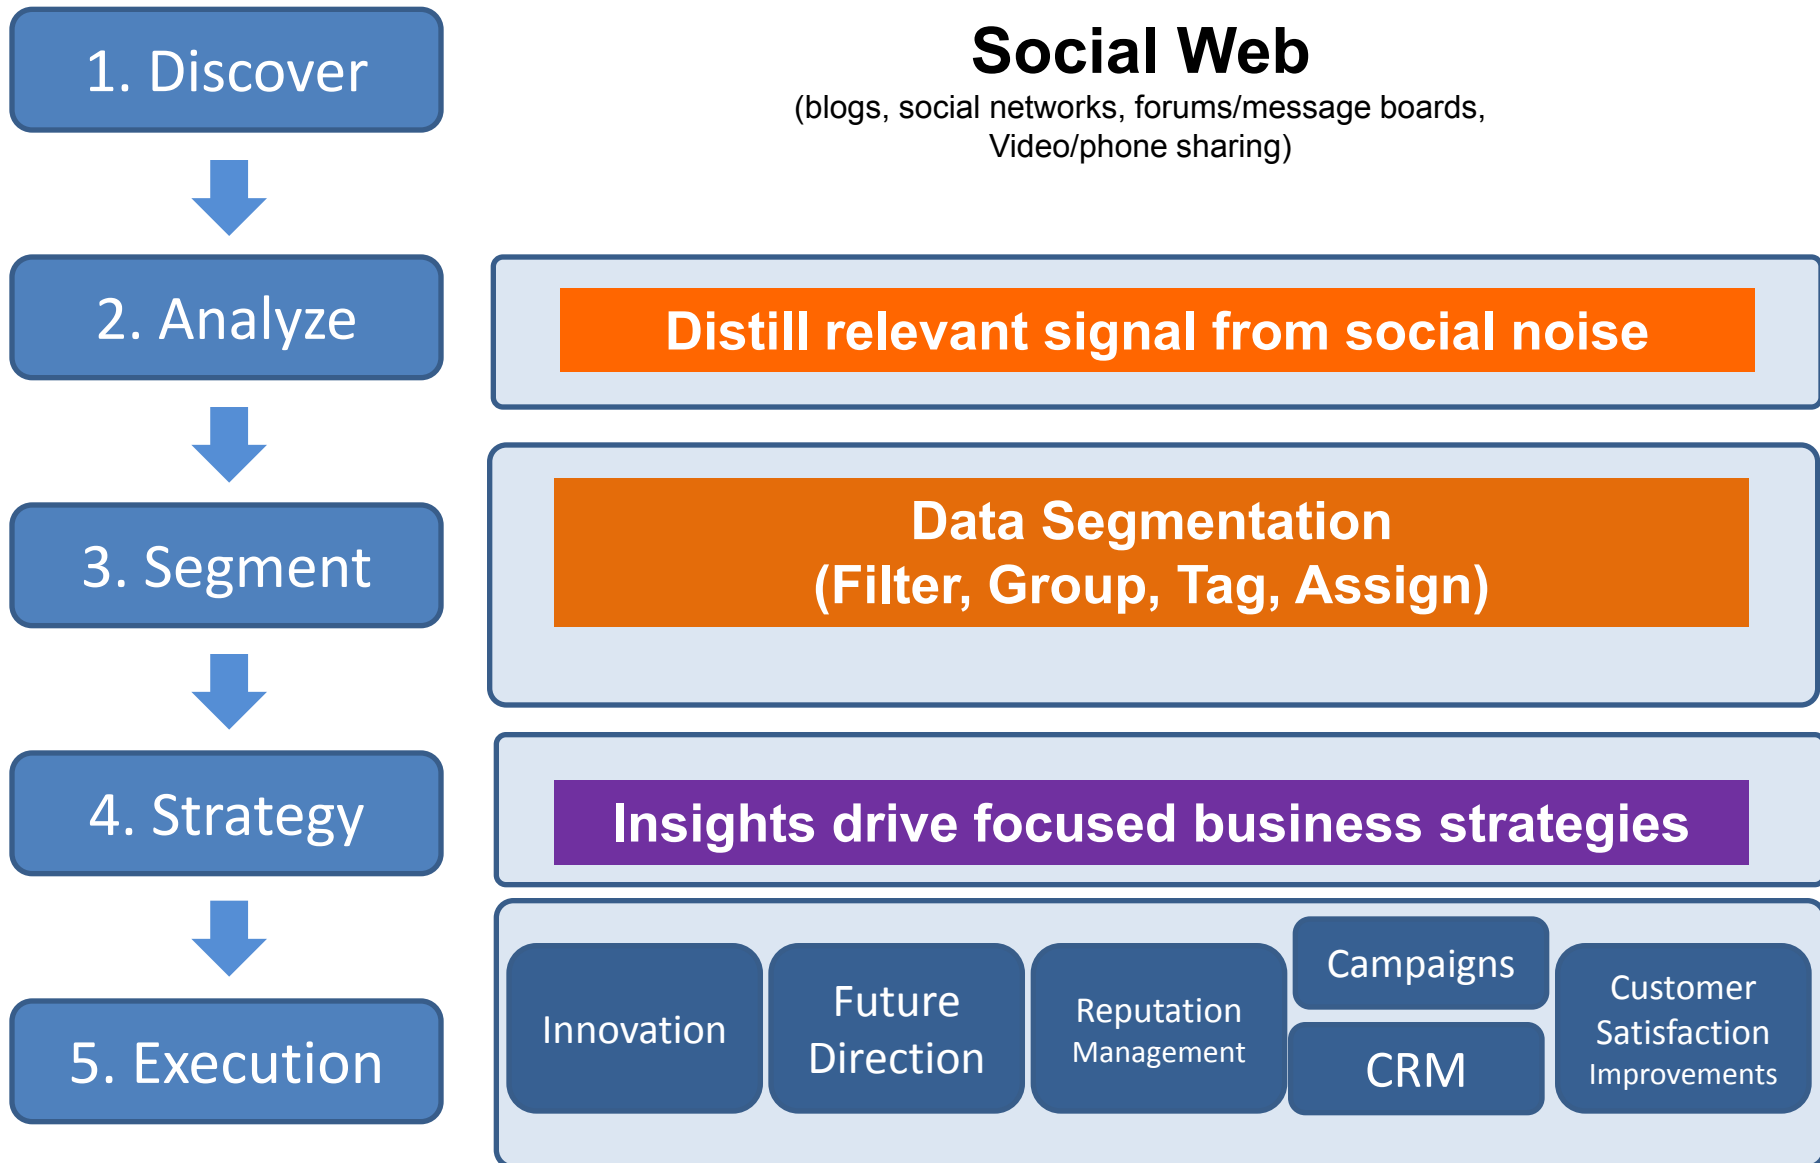 1. Discover
Social Web
(blogs, social networks, forums/message boards,
Video/phone sharing)
2. Analyze
Distill relevant signal from social noise
3. Segment
Data Segmentation
(Filter, Group, Tag, Assign)
4. Strategy
Insights drive focused business strategies
5. Execution
Innovation
Future
Direction
Reputation
Management
Campaigns
CRM
Customer
Satisfaction
Improvements